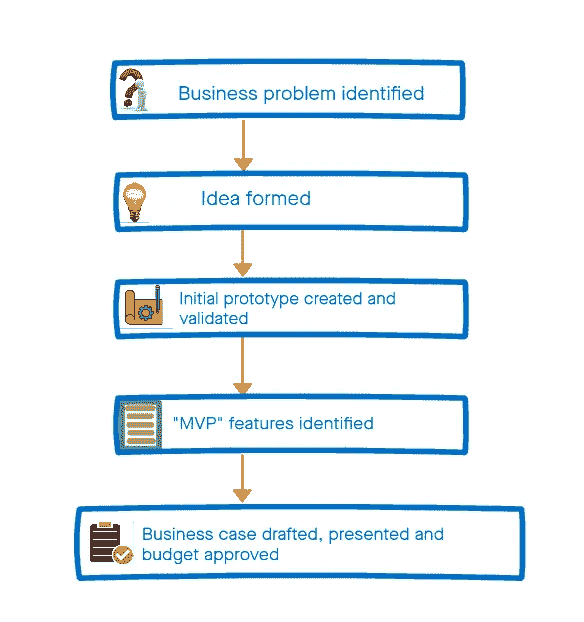 Business problem identified
Idea formed
Initial prototype created and
validated
"MVP" features identified
Business case drafted, presented and
budget approved